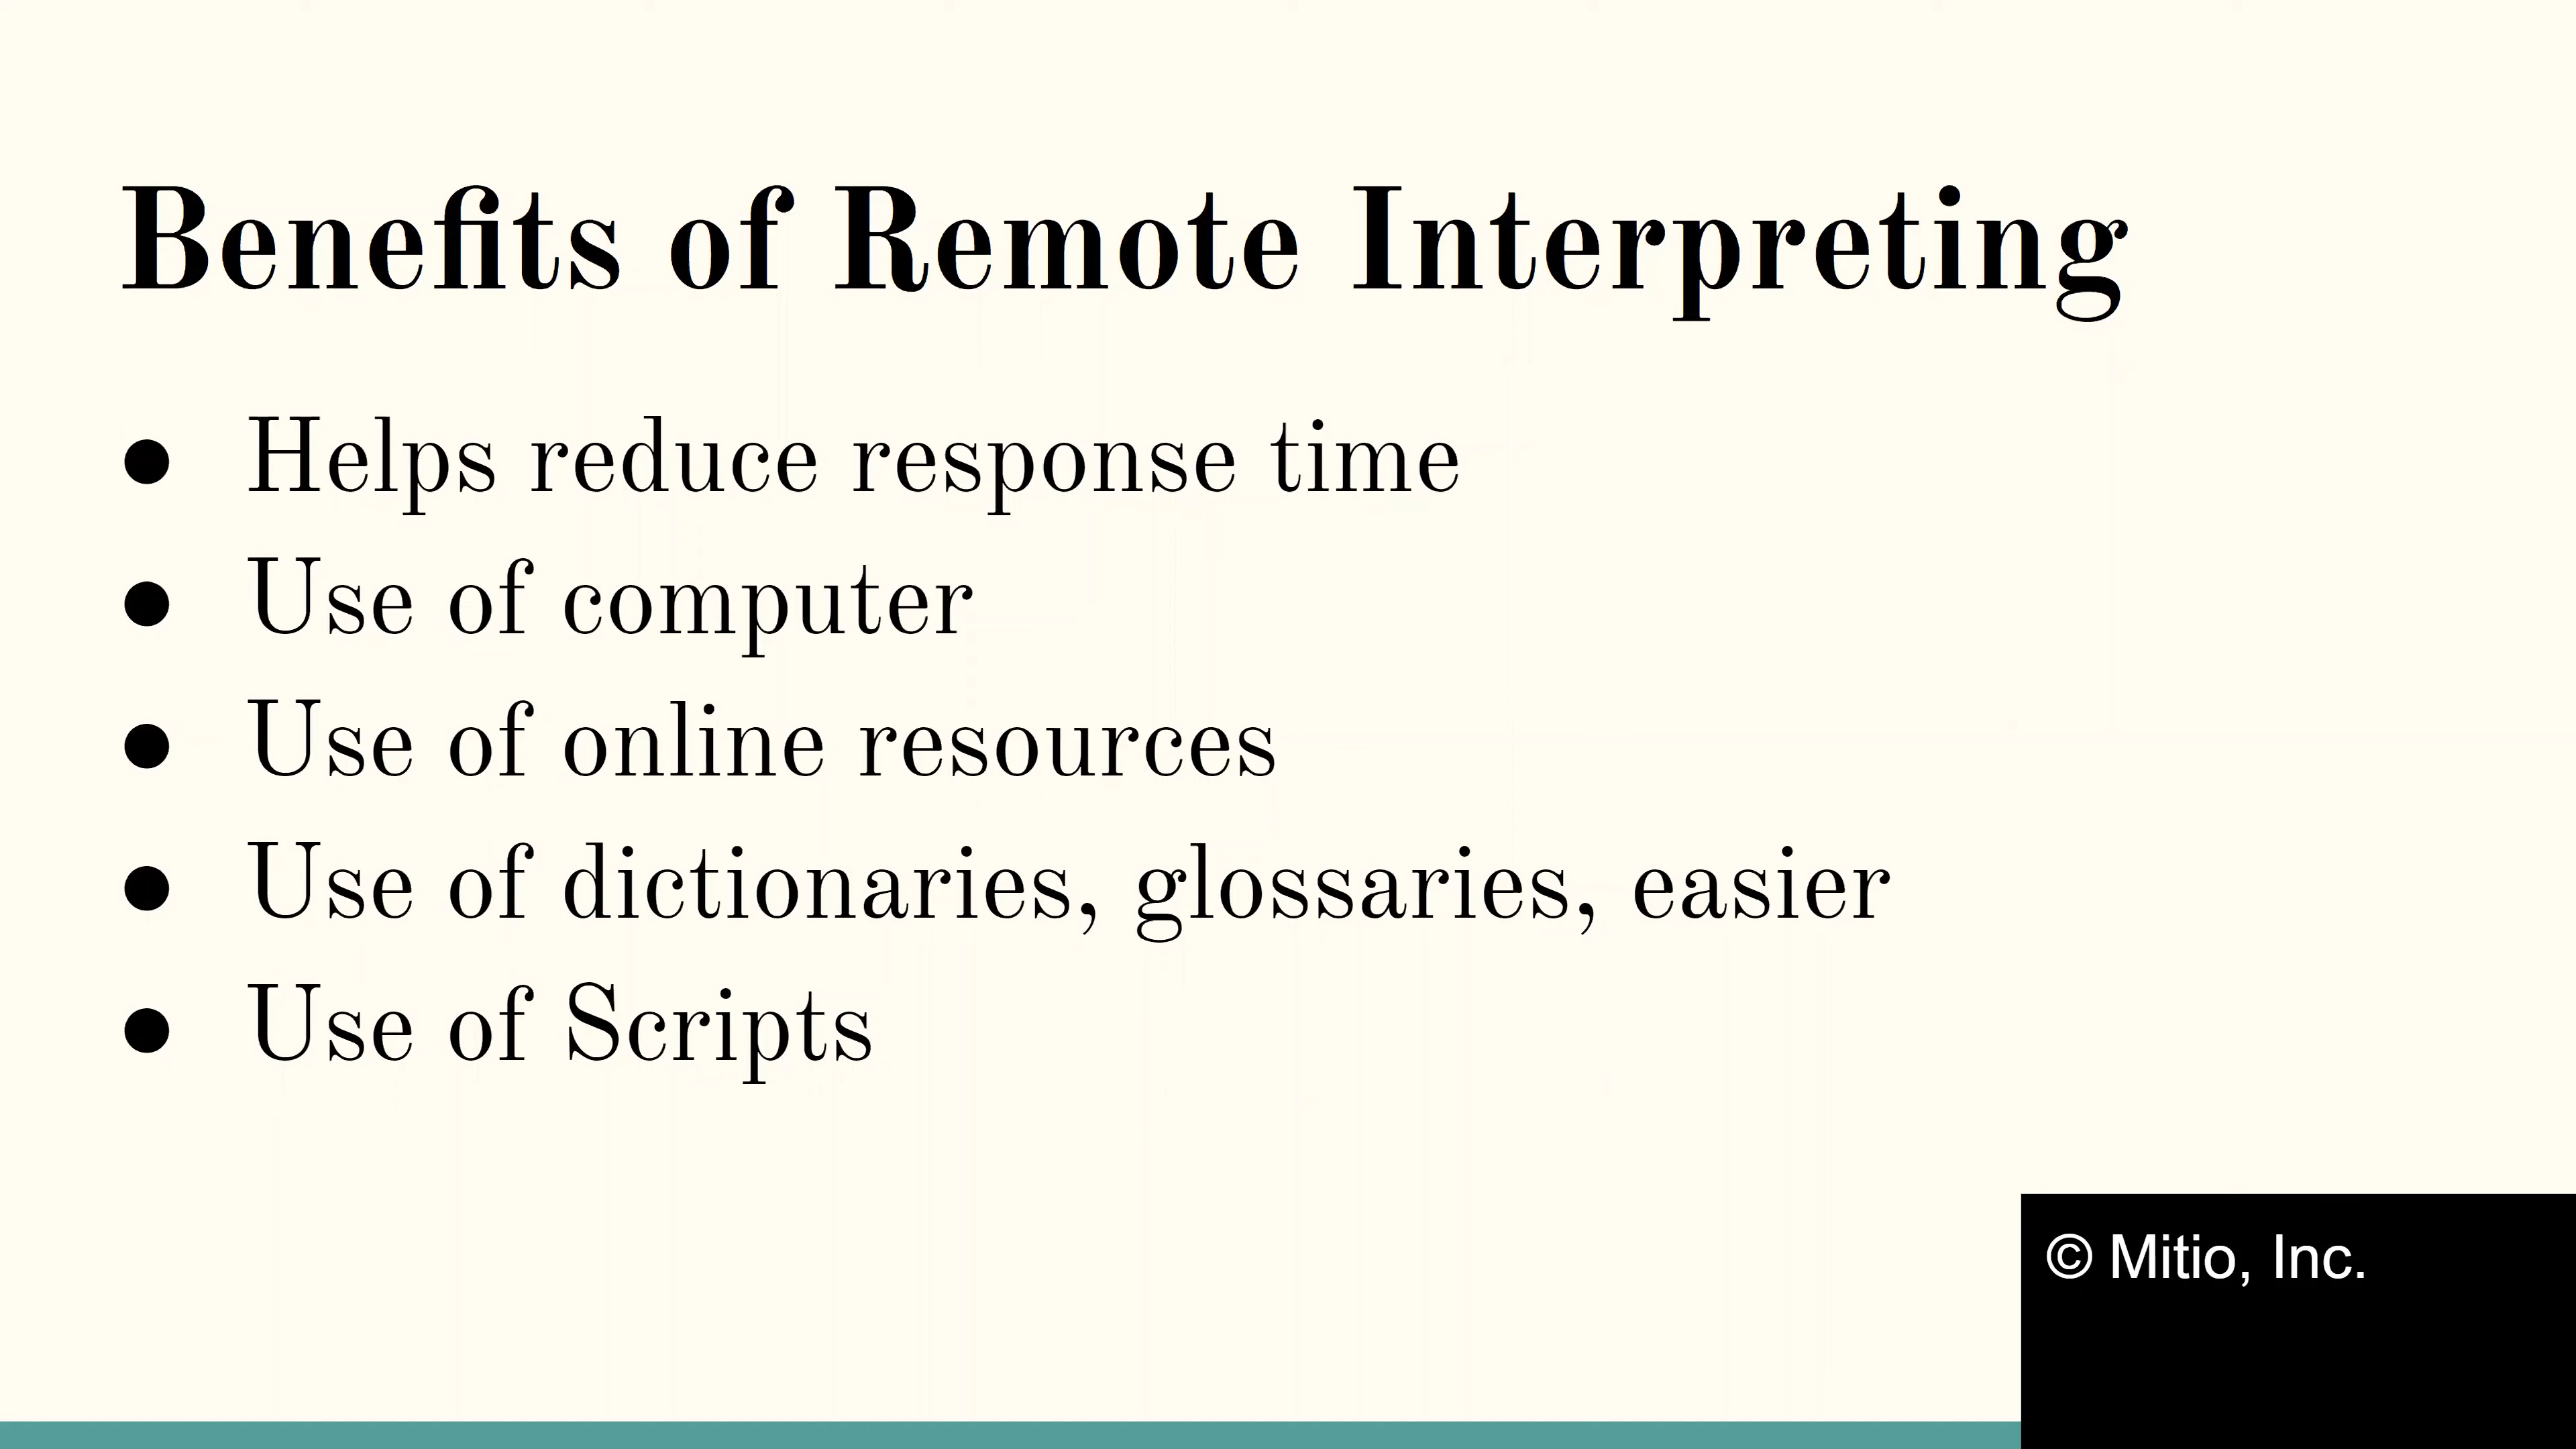 Benefits of Remote Interpreting
● Helps reduce response time
● Use of computer
● Use of online resources
● Use of dictionaries, glossaries, easier
● Use of Scripts
© Mitio, Inc.